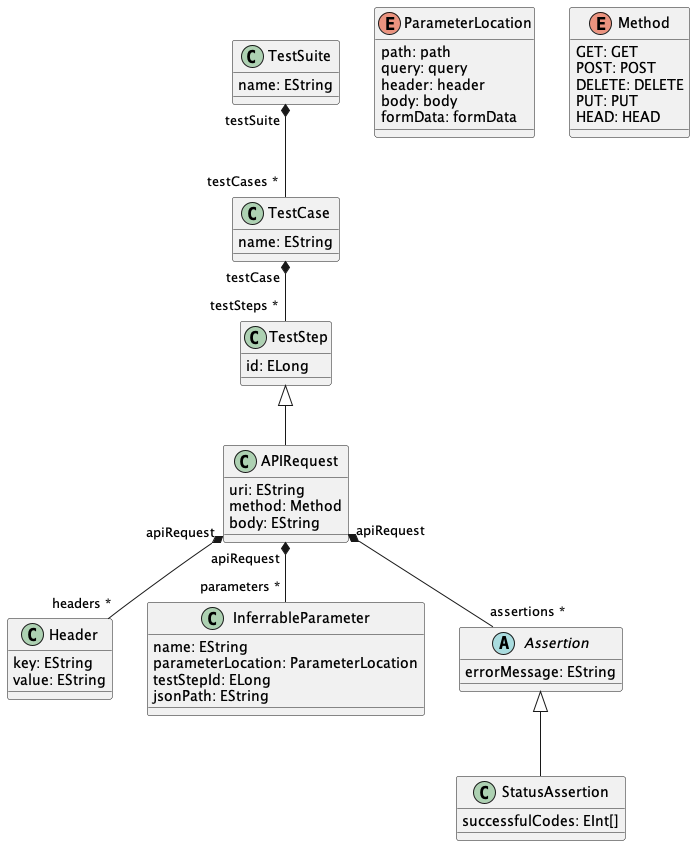 C TestSuite
name: EString
testSuite
testCases *
C TestCase
name: EString
testCase
testSteps *
C TestStep
id: ELong
E ParameterLocation
path: path
query: query
header: header
body: body
formData: formData
E Method
GET: GET
POST: POST
DELETE: DELETE
PUT: PUT
HEAD: HEAD
C APIRequest
uri: EString
method: Method
body: EString
apiRequest
headers *
apiRequest
parameters *
apiRequest
assertions *
C Header
key: EString
value: EString
C InferrableParameter
name: EString
parameterLocation: ParameterLocation
testStepId: ELong
jsonPath: EString
A Assertion
errorMessage: EString
C StatusAssertion
successfulCodes: EInt[]